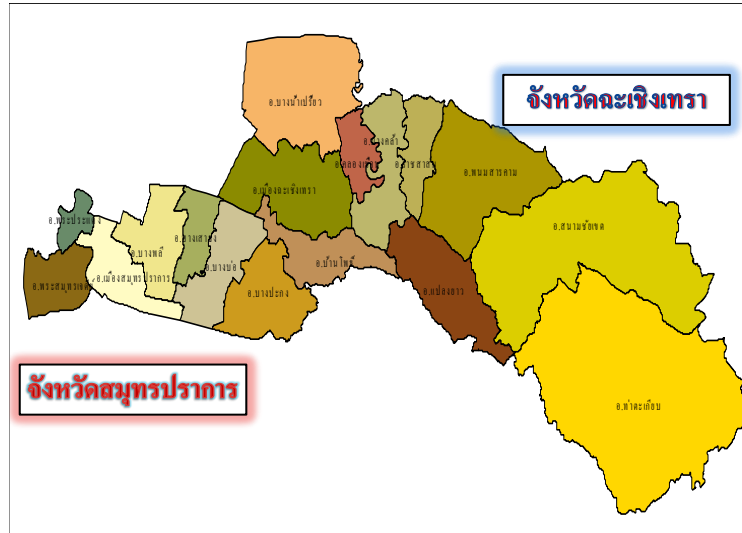 จังหวัดฉะเชิงเทรา
อ.บางน้ำเปรี้ยว
อ.บางคล้ำ
อ.คลองเขื่อน
อ.ราชสาส์น
อ.พนมสารคาม
อ.เมืองฉะเชิงเทรา
อ.สนามชัยเขต
อ.พระประแดง
อ.บางเสาธง
อ.บางพลี
อ.บางบ่อ
อ.บ้านโพธิ์
อ.เมืองสมุทรปราการ
อ.พระสมุทรเจดีย์
อ.บางปะกง
อ.แปลงยาว
จังหวัดสมุทรปราการ
อ.ท่าตะเกียบ